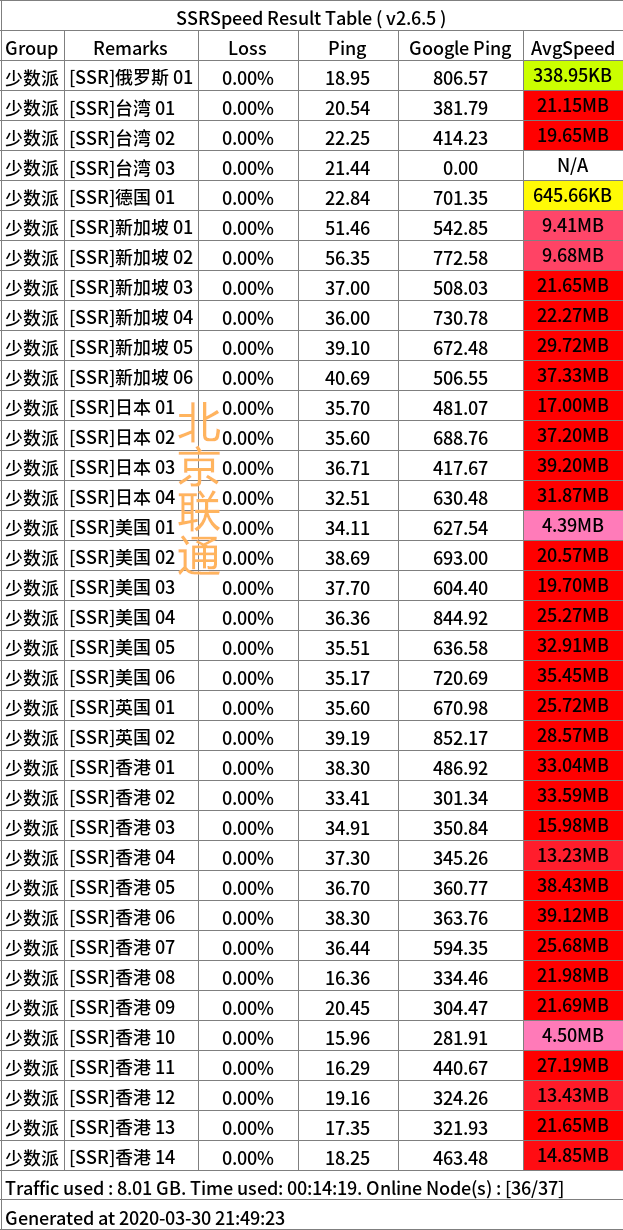 SSRSpeed Result Table ( v2.6.5 )
Group Remarks Loss Ping Google Ping AvgSpeed
少数派 [SSR]俄罗斯 01 0.00% 18.95 806.57 338.95KB
少数派 [SSR]台湾 01 0.00% 20.54 381.79 21.15MB
少数派 [SSR]台湾 02 0.00% 22.25 414.23 19.65MB
少数派 [SSR]台湾 03 0.00% 21.44 0.00 N/A
少数派 [SSR]德国 01 0.00% 22.84 701.35 645.66KB
少数派 [SSR]新加坡 01 0.00% 51.46 542.85 9.41MB
少数派 [SSR]新加坡 02 0.00% 56.35 772.58 9.68MB
少数派 [SSR]新加坡 03 0.00% 37.00 508.03 21.65MB
少数派 [SSR]新加坡 04 0.00% 36.00 730.78 22.27MB
少数派 [SSR]新加坡 05 0.00% 39.10 672.48 29.72MB
少数派 [SSR]新加坡 06 0.00% 40.69 506.55 37.33MB
少数派 [SSR]日本 01 0.00% 35.70 481.07 17.00MB
少数派 [SSR]日本 02 0.00% 35.60 688.76 37.20MB
少数派 [SSR]日本 03 0.00% 36.71 417.67 39.20MB
少数派 [SSR]日本 04 0.00% 32.51 630.48 31.87MB
少数派 [SSR]美国 01 0.00% 34.11 627.54 4.39MB
少数派 [SSR]美国 02 0.00% 38.69 693.00 20.57MB
少数派 [SSR]美国 03 0.00% 37.70 604.40 19.70MB
少数派 [SSR]美国 04 0.00% 36.36 844.92 25.27MB
少数派 [SSR]美国 05 0.00% 35.51 636.58 32.91MB
少数派 [SSR]美国 06 0.00% 35.17 720.69 35.45MB
少数派 [SSR]英国 01 0.00% 35.60 670.98 25.72MB
少数派 [SSR]英国 02 0.00% 39.19 852.17 28.57MB
少数派 [SSR]香港 01 0.00% 38.30 486.92 33.04MB
少数派 [SSR]香港 02 0.00% 33.41 301.34 33.59MB
少数派 [SSR]香港 03 0.00% 34.91 350.84 15.98MB
少数派 [SSR]香港 04 0.00% 37.30 345.26 13.23MB
少数派 [SSR]香港 05 0.00% 36.70 360.77 38.43MB
少数派 [SSR]香港 06 0.00% 38.30 363.76 39.12MB
少数派 [SSR]香港 07 0.00% 36.44 594.35 25.68MB
少数派 [SSR]香港 08 0.00% 16.36 334.46 21.98MB
少数派 [SSR]香港 09 0.00% 20.45 304.47 21.69MB
少数派 [SSR]香港 10 0.00% 15.96 281.91 4.50MB
少数派 [SSR]香港 11 0.00% 16.29 440.67 27.19MB
少数派 [SSR]香港 12 0.00% 19.16 324.26 13.43MB
少数派 [SSR]香港 13 0.00% 17.35 321.93 21.65MB
少数派 [SSR]香港 14 0.00% 18.25 463.48 14.85MB
Traffic used : 8.01 GB. Time used: 00:14:19. Online Node(s) : [36/37]
Generated at 2020-03-30 21:49:23
北京联通